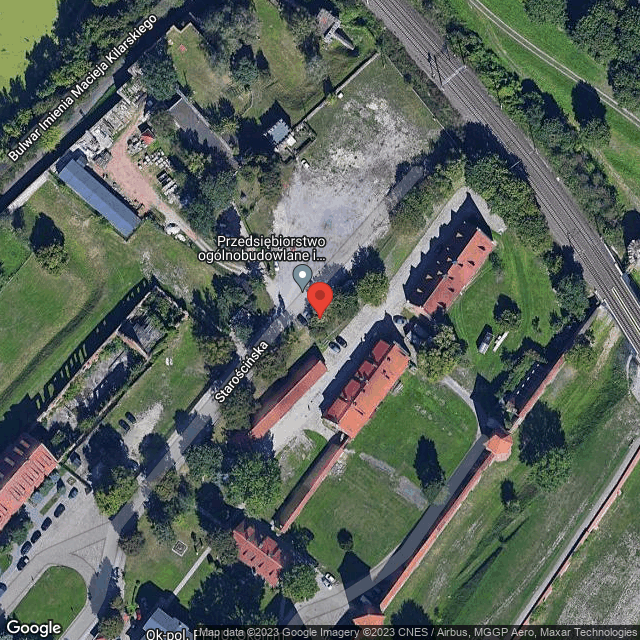 Bulwar Imienia Macieja Kilarskiego
Przedsiębiorstwo
ogólnobudowlane i...
Starościńska
Ok-pol.
Google
Map data ©2023 Google Imagery ©2023 CNES / Airbus, MGGP Aero, Maxar Technologies